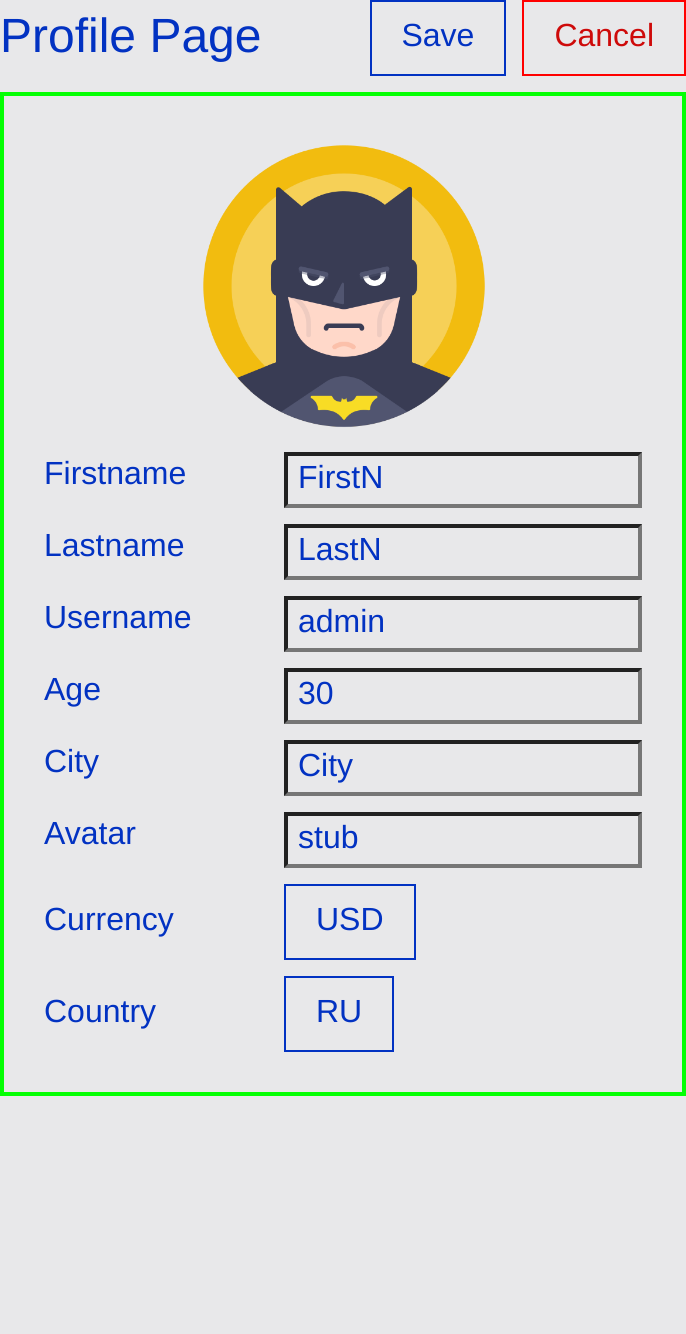 Profile Page Save Cancel
Firstname FirstN
Lastname LastN
Username admin
Age 30
City City
Avatar stub
Currency USD
Country RU